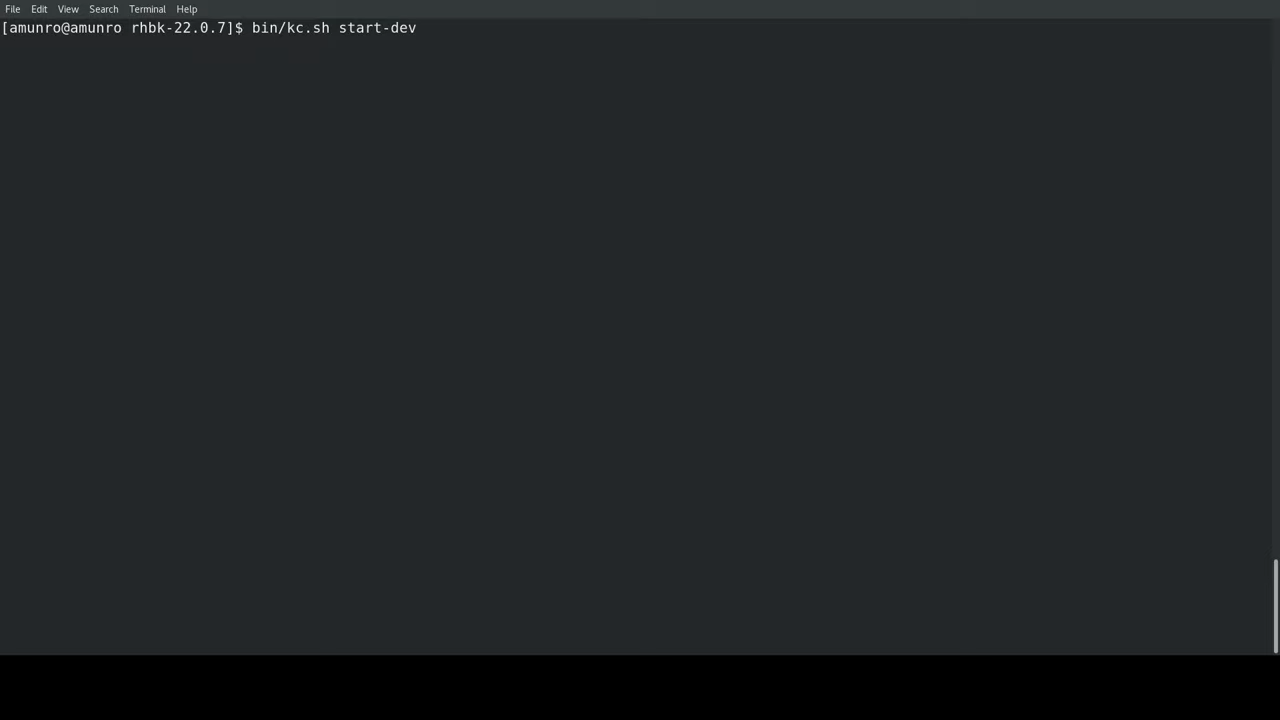 File Edit View Search Terminal Help
[amunro@amunro rhbk-22.0.7]$ bin/kc.sh start-dev